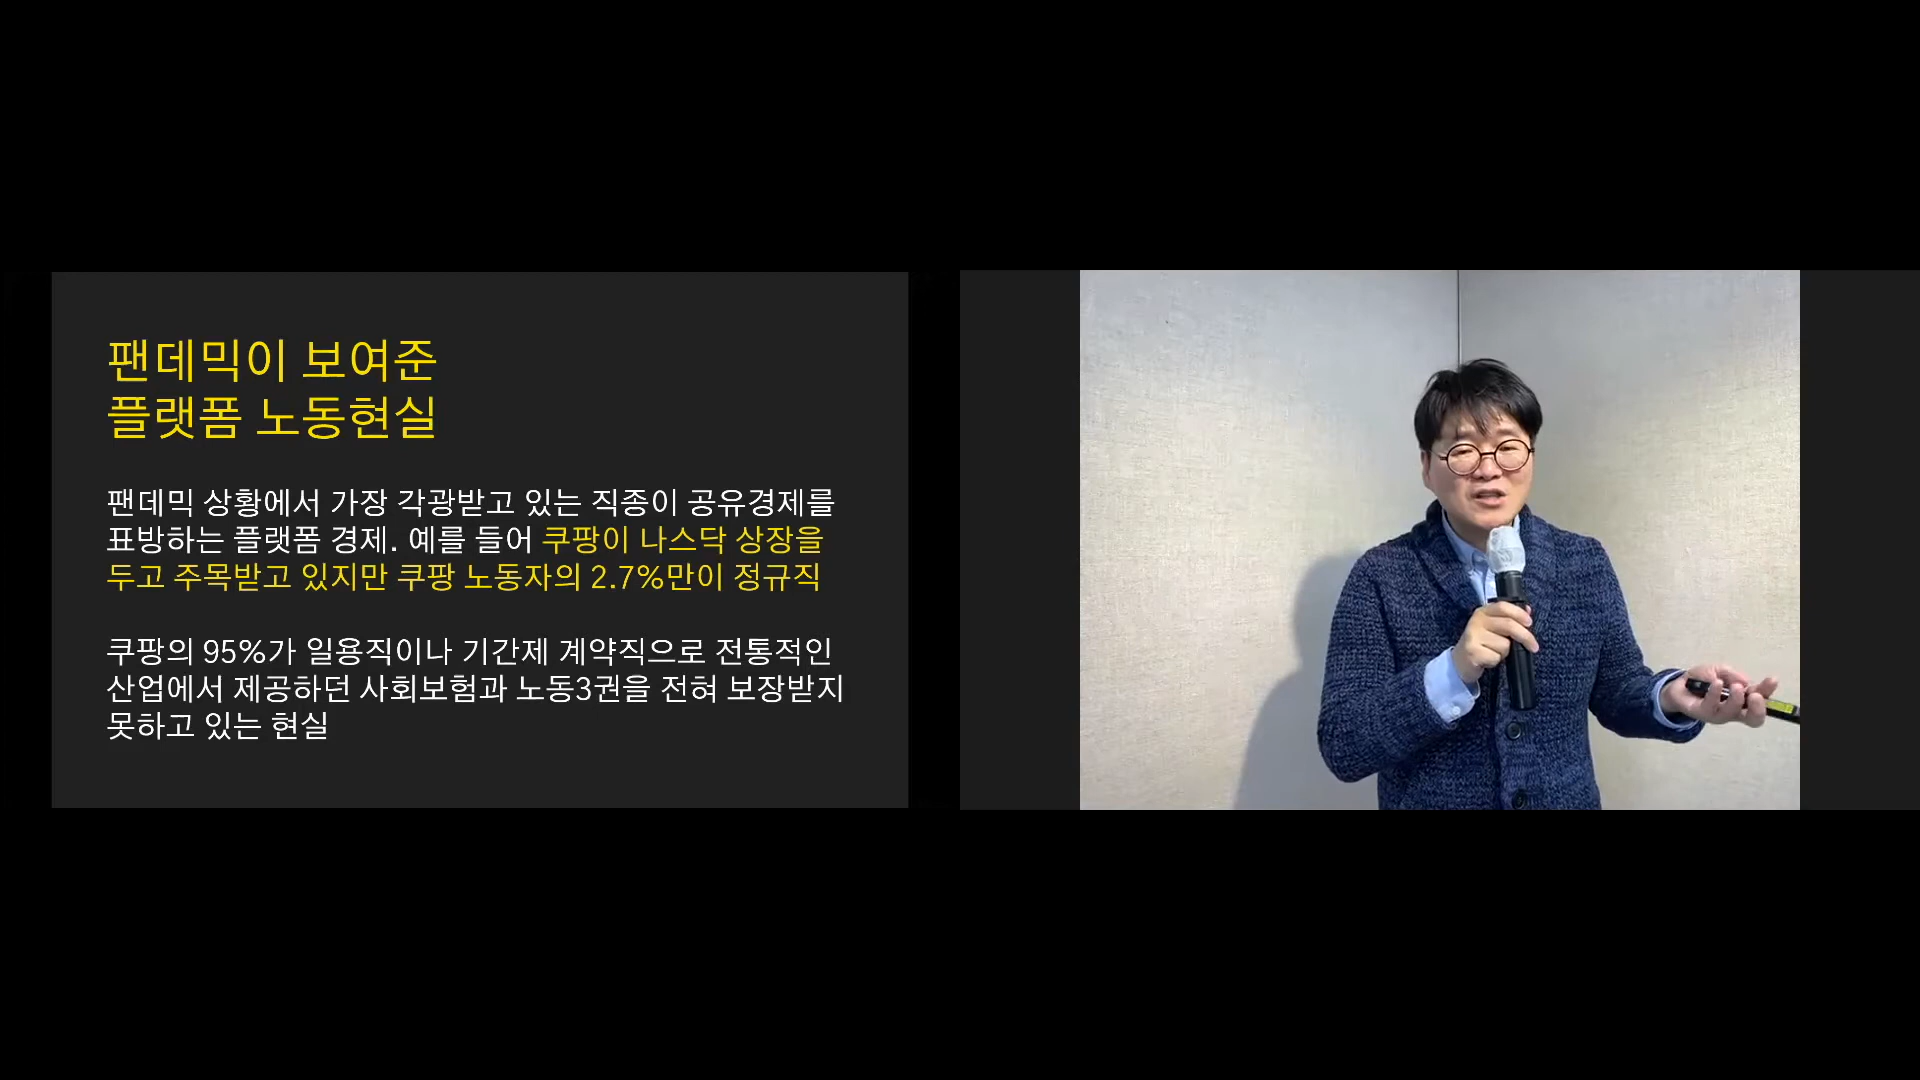 팬데믹이 보여준
플랫폼 노동현실
팬데믹 상황에서 가장 각광받고 있는 직종이 공유경제를
표방하는 플랫폼 경제. 예를 들어 쿠팡이 나스닥 상장을
두고 주목받고 있지만 쿠팡 노동자의 2.7%만이 정규직
쿠팡의 95%가 일용직이나 기간제 계약직으로 전통적인
산업에서 제공하던 사회보험과 노동3권을 전혀 보장받지
못하고 있는 현실